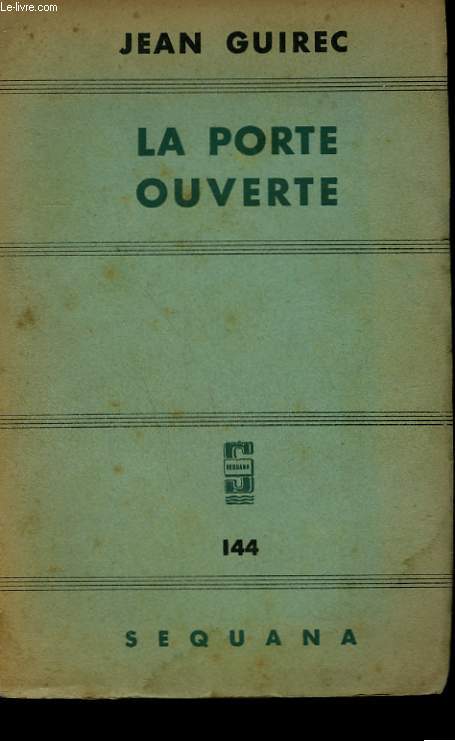 Le-livre.com
JEAN GUIREC
LA PORTE
OUVERTE
SEQUANA
144
SEQUANA